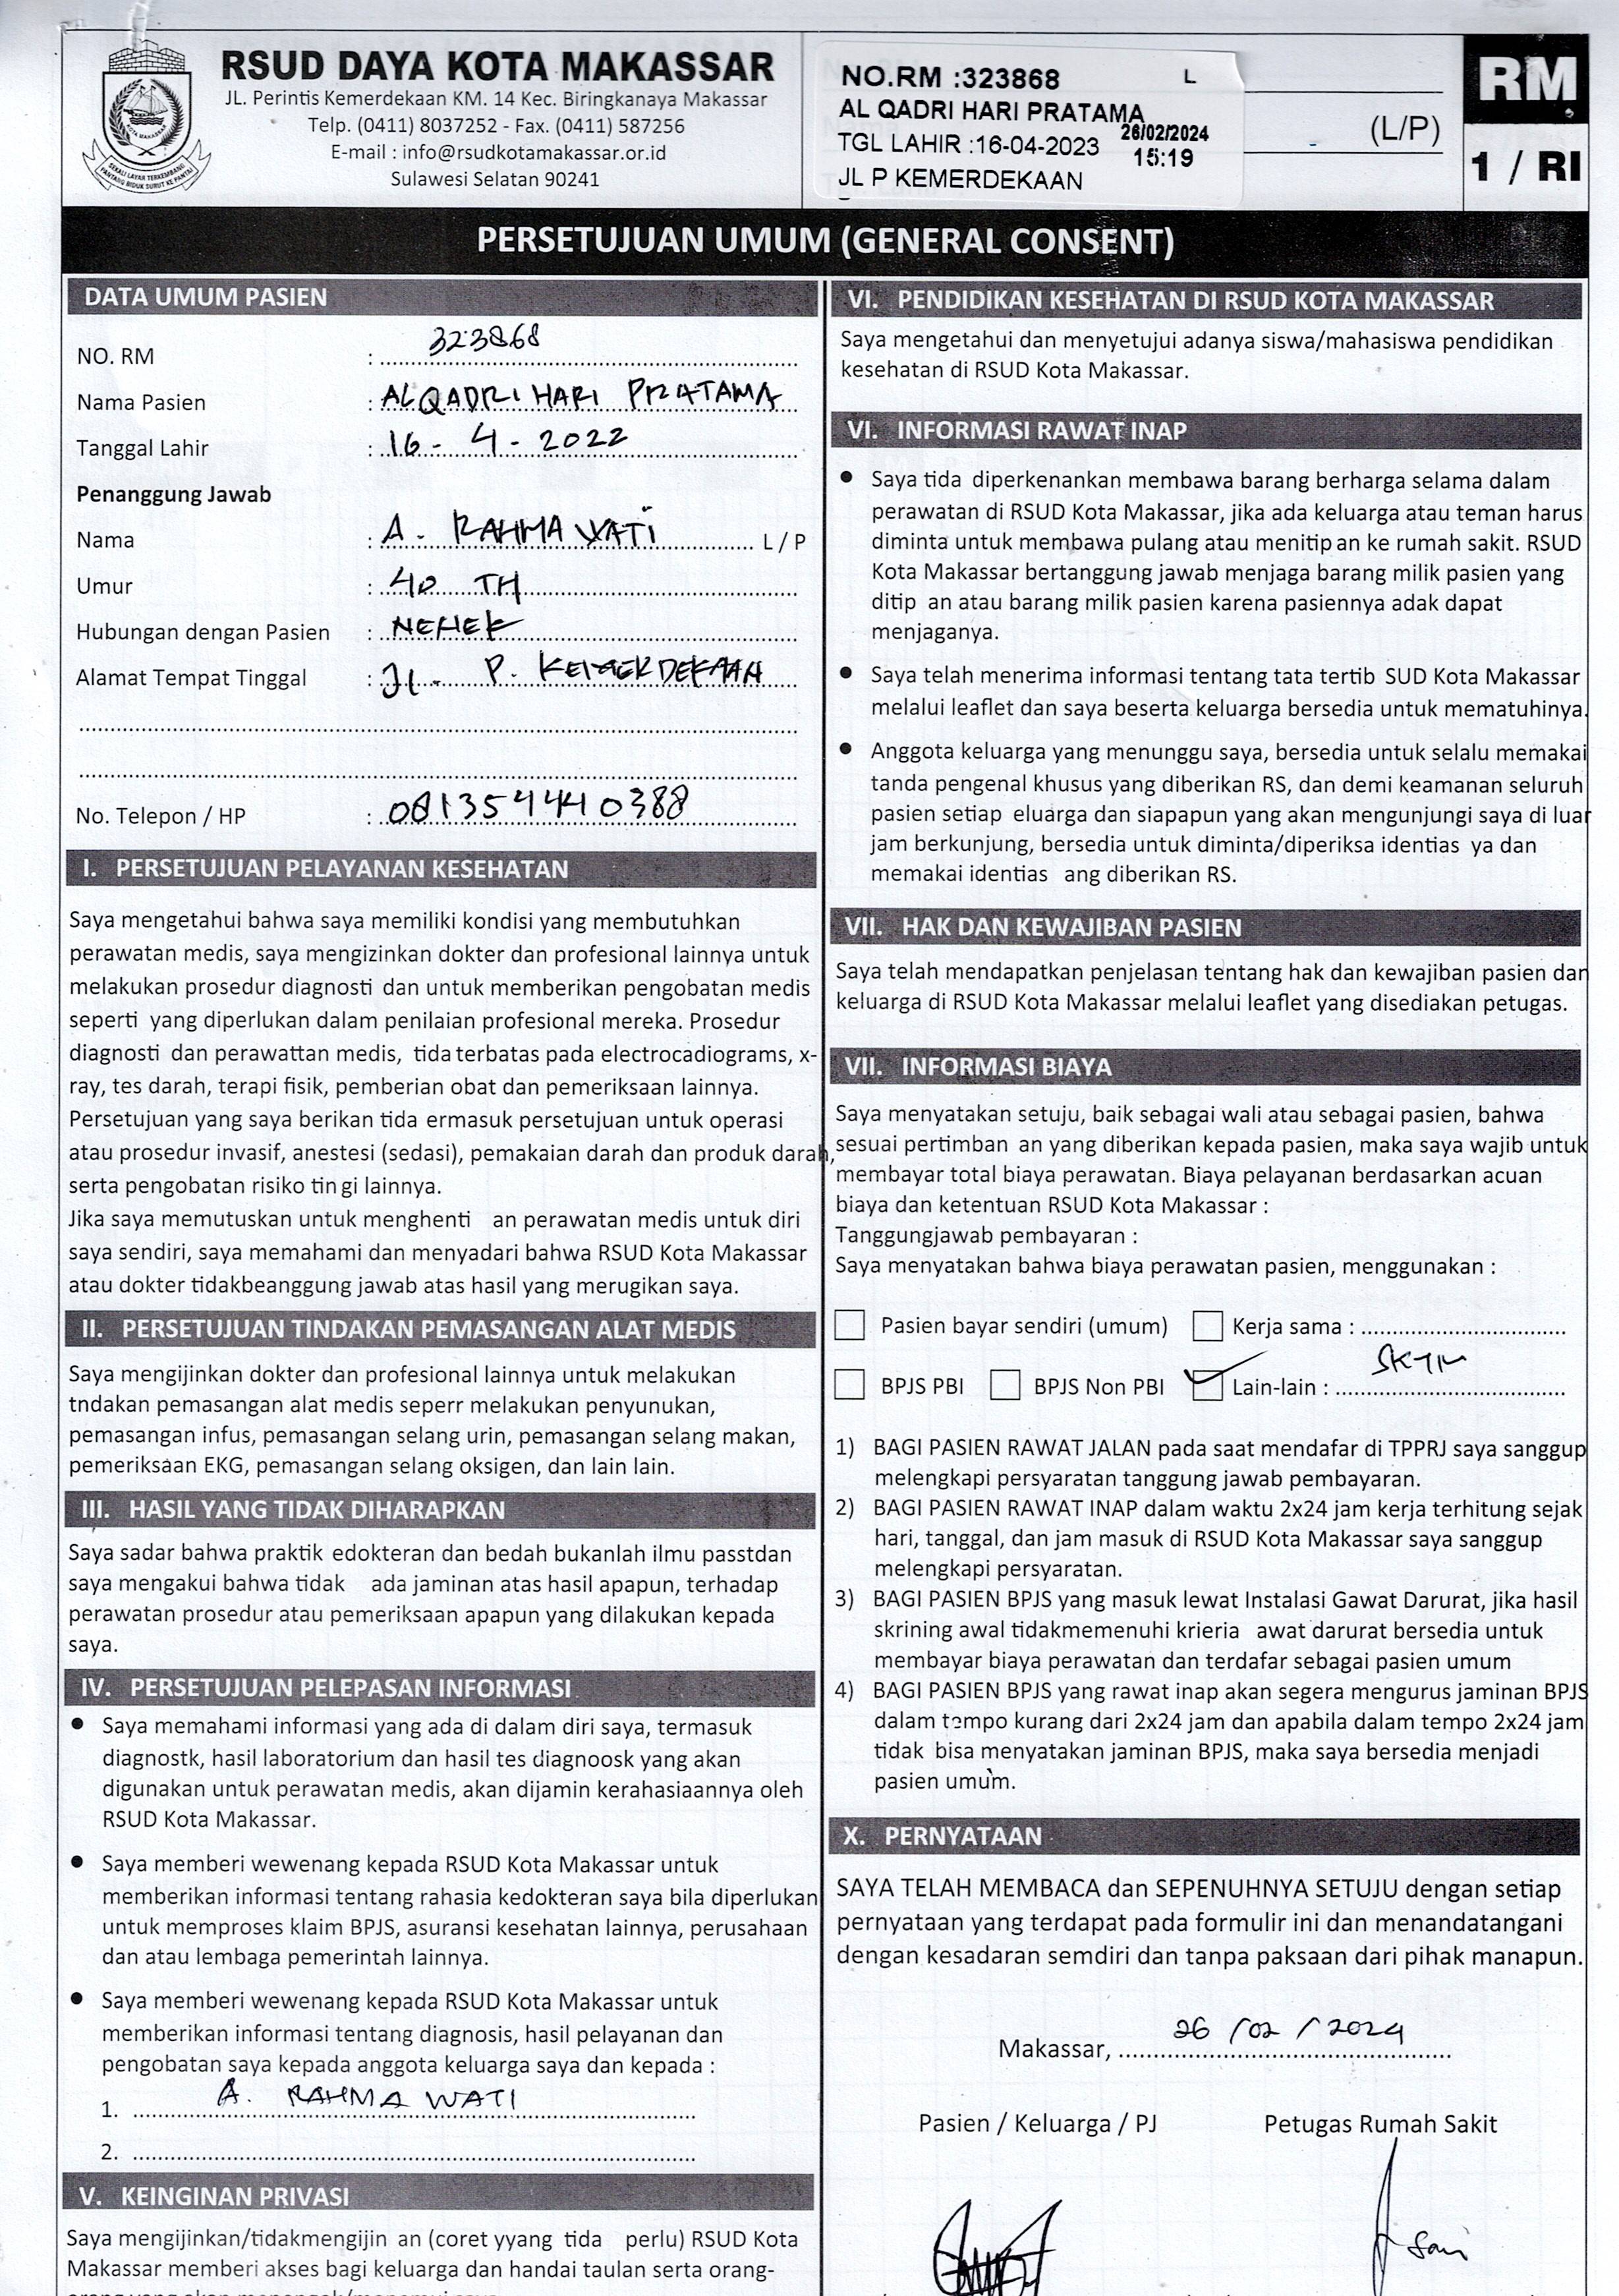 RSUD DAYA KOTA MAKASSAR
JL. Perintis Kemerdekaan KM. 14 Kec. Biringkanaya Makassar
Telp. (0411) 8037252 - Fax. (0411) 587256
E-mail : info@rsudkotamakassar.or.id
Sulawesi Selatan 90241
KOTA MAKASSAR
SEKALI LAYAR TERKEMBANG
PANTANG BIDUK SURUT KE PANTAI
NO.RM :323868 L
AL QADRI HARI PRATAMA
TGL LAHIR :16-04-2023
26/02/2024
15:19
JL P KEMERDEKAAN
(L/P)
RM
1 / RI
PERSETUJUAN UMUM (GENERAL CONSENT)
DATA UMUM PASIEN
NO. RM : 323868
Nama Pasien : AL QADRI HARI PRATAMA
Tanggal Lahir : 16 - 4 - 2022
Penanggung Jawab
Nama : A. RAHMAWATI L / P
Umur : 40 TH
Hubungan dengan Pasien : NENEK
Alamat Tempat Tinggal : Jl. P. KEMERDEKAAN
No. Telepon / HP : 081354440388
I. PERSETUJUAN PELAYANAN KESEHATAN
Saya mengetahui bahwa saya memiliki kondisi yang membutuhkan
perawatan medis, saya mengizinkan dokter dan profesional lainnya untuk
melakukan prosedur diagnosti dan untuk memberikan pengobatan medis
seperti yang diperlukan dalam penilaian profesional mereka. Prosedur
diagnosti dan perawattan medis, tida terbatas pada electrocadiograms, x-
ray, tes darah, terapi fisik, pemberian obat dan pemeriksaan lainnya.
Persetujuan yang saya berikan tida ermasuk persetujuan untuk operasi
atau prosedur invasif, anestesi (sedasi), pemakaian darah dan produk darah,
serta pengobatan risiko tin gi lainnya.
Jika saya memutuskan untuk menghenti an perawatan medis untuk diri
saya sendiri, saya memahami dan menyadari bahwa RSUD Kota Makassar
atau dokter tidakbeanggung jawab atas hasil yang merugikan saya.
II. PERSETUJUAN TINDAKAN PEMASANGAN ALAT MEDIS
Saya mengijinkan dokter dan profesional lainnya untuk melakukan
tndakan pemasangan alat medis seperr melakukan penyunukan,
pemasangan infus, pemasangan selang urin, pemasangan selang makan,
pemeriksaan EKG, pemasangan selang oksigen, dan lain lain.
III. HASIL YANG TIDAK DIHARAPKAN
Saya sadar bahwa praktik edokteran dan bedah bukanlah ilmu passtdan
saya mengakui bahwa tidak ada jaminan atas hasil apapun, terhadap
perawatan prosedur atau pemeriksaan apapun yang dilakukan kepada
saya.
IV. PERSETUJUAN PELEPASAN INFORMASI
● Saya memahami informasi yang ada di dalam diri saya, termasuk
diagnostk, hasil laboratorium dan hasil tes diagnoosk yang akan
digunakan untuk perawatan medis, akan dijamin kerahasiaannya oleh
RSUD Kota Makassar.
● Saya memberi wewenang kepada RSUD Kota Makassar untuk
memberikan informasi tentang rahasia kedokteran saya bila diperlukan
untuk memproses klaim BPJS, asuransi kesehatan lainnya, perusahaan
dan atau lembaga pemerintah lainnya.
● Saya memberi wewenang kepada RSUD Kota Makassar untuk
memberikan informasi tentang diagnosis, hasil pelayanan dan
pengobatan saya kepada anggota keluarga saya dan kepada :
1. A. RAHMAWATI
2.
V. KEINGINAN PRIVASI
Saya mengijinkan/tidakmengijin an (coret yyang tida perlu) RSUD Kota
Makassar memberi akses bagi keluarga dan handai taulan serta orang-
VI. PENDIDIKAN KESEHATAN DI RSUD KOTA MAKASSAR
Saya mengetahui dan menyetujui adanya siswa/mahasiswa pendidikan
kesehatan di RSUD Kota Makassar.
VI. INFORMASI RAWAT INAP
● Saya tida diperkenankan membawa barang berharga selama dalam
perawatan di RSUD Kota Makassar, jika ada keluarga atau teman harus
diminta untuk membawa pulang atau menitip an ke rumah sakit. RSUD
Kota Makassar bertanggung jawab menjaga barang milik pasien yang
ditip an atau barang milik pasien karena pasiennya adak dapat
menjaganya.
● Saya telah menerima informasi tentang tata tertib SUD Kota Makassar
melalui leaflet dan saya beserta keluarga bersedia untuk mematuhinya.
● Anggota keluarga yang menunggu saya, bersedia untuk selalu memakai
tanda pengenal khusus yang diberikan RS, dan demi keamanan seluruh
pasien setiap eluarga dan siapapun yang akan mengunjungi saya di luar
jam berkunjung, bersedia untuk diminta/diperiksa identias ya dan
memakai identias ang diberikan RS.
VII. HAK DAN KEWAJIBAN PASIEN
Saya telah mendapatkan penjelasan tentang hak dan kewajiban pasien dan
keluarga di RSUD Kota Makassar melalui leaflet yang disediakan petugas.
VII. INFORMASI BIAYA
Saya menyatakan setuju, baik sebagai wali atau sebagai pasien, bahwa
sesuai pertimban an yang diberikan kepada pasien, maka saya wajib untuk
membayar total biaya perawatan. Biaya pelayanan berdasarkan acuan
biaya dan ketentuan RSUD Kota Makassar :
Tanggungjawab pembayaran :
Saya menyatakan bahwa biaya perawatan pasien, menggunakan :
Pasien bayar sendiri (umum) Kerja sama :
BPJS PBI BPJS Non PBI Lain-lain : SKTM
1) BAGI PASIEN RAWAT JALAN pada saat mendafar di TPPRJ saya sanggup
melengkapi persyaratan tanggung jawab pembayaran.
2) BAGI PASIEN RAWAT INAP dalam waktu 2x24 jam kerja terhitung sejak
hari, tanggal, dan jam masuk di RSUD Kota Makassar saya sanggup
melengkapi persyaratan.
3) BAGI PASIEN BPJS yang masuk lewat Instalasi Gawat Darurat, jika hasil
skrining awal tidakmemenuhi krieria awat darurat bersedia untuk
membayar biaya perawatan dan terdafar sebagai pasien umum
4) BAGI PASIEN BPJS yang rawat inap akan segera mengurus jaminan BPJS
dalam tempo kurang dari 2x24 jam dan apabila dalam tempo 2x24 jam
tidak bisa menyatakan jaminan BPJS, maka saya bersedia menjadi
pasien umum.
X. PERNYATAAN
SAYA TELAH MEMBACA dan SEPENUHNYA SETUJU dengan setiap
pernyataan yang terdapat pada formulir ini dan menandatangani
dengan kesadaran semdiri dan tanpa paksaan dari pihak manapun.
Makassar, 26 / 02 / 2024
Pasien / Keluarga / PJ Petugas Rumah Sakit